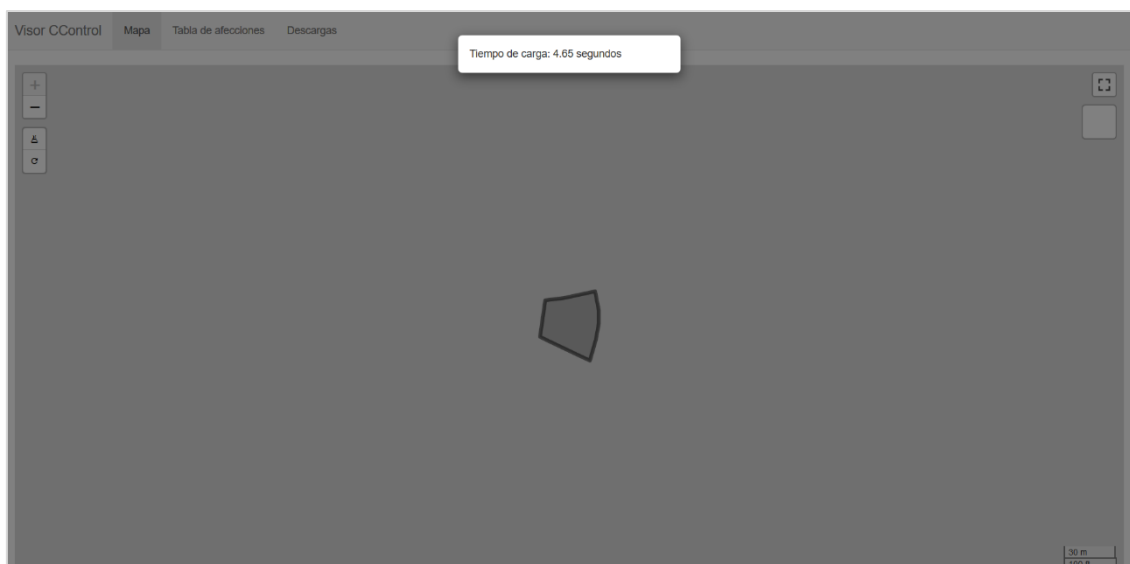 Visor CControl Mapa Tabla de afecciones Descargas
Tiempo de carga: 4.65 segundos
+
−
30 m